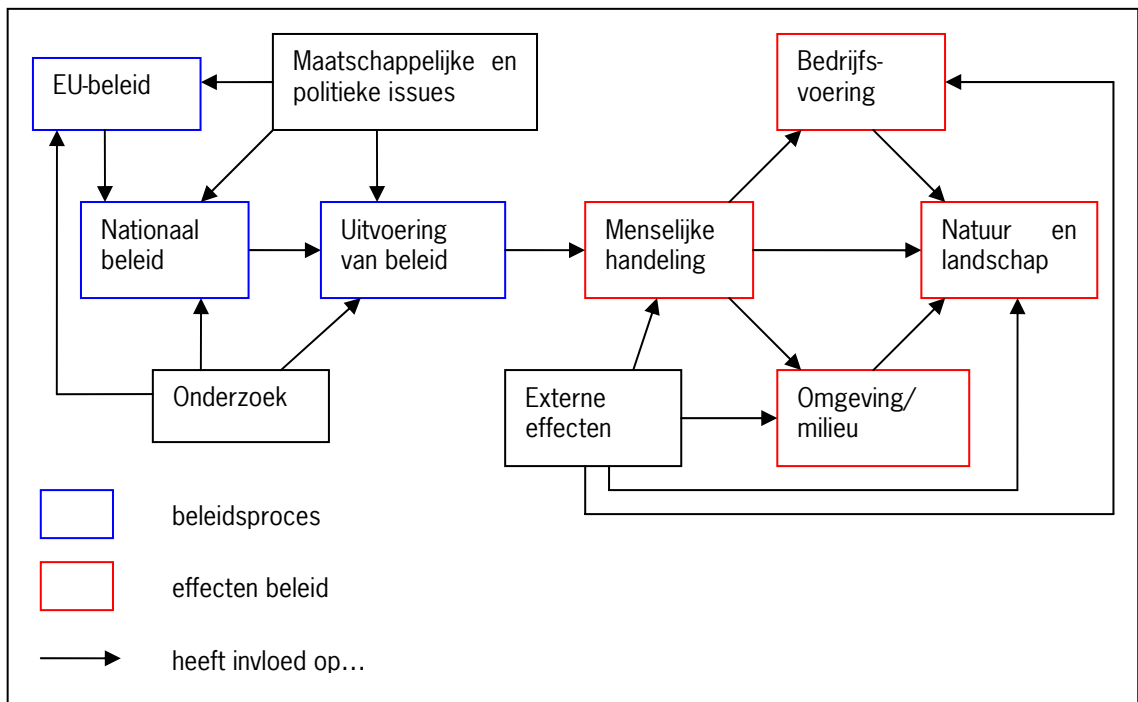 EU-beleid
Maatschappelijke en
politieke issues
Bedrijfs-
voering
Nationaal
beleid
Uitvoering
van beleid
Menselijke
handeling
Natuur en
landschap
Onderzoek
Externe
effecten
Omgeving/
milieu
beleidsproces
effecten beleid
heeft invloed op…